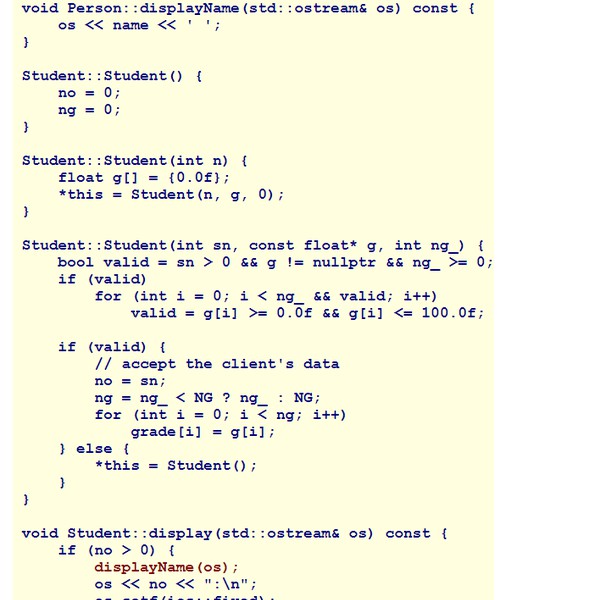 void Person::displayName(std::ostream& os) const {
    os << name << ' ';
}

Student::Student() {
    no = 0;
    ng = 0;
}

Student::Student(int n) {
    float g[] = {0.0f};
    *this = Student(n, g, 0);
}

Student::Student(int sn, const float* g, int ng_) {
    bool valid = sn > 0 && g != nullptr && ng_ >= 0;
    if (valid)
        for (int i = 0; i < ng_ && valid; i++)
            valid = g[i] >= 0.0f && g[i] <= 100.0f;

    if (valid) {
        // accept the client's data
        no = sn;
        ng = ng_ < NG ? ng_ : NG;
        for (int i = 0; i < ng; i++)
            grade[i] = g[i];
    } else {
        *this = Student();
    }
}

void Student::display(std::ostream& os) const {
    if (no > 0) {
        displayName(os);
        os << no << ":\n";